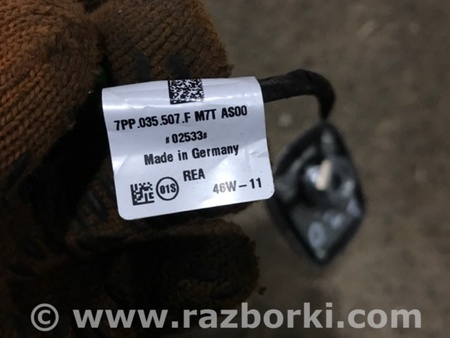 7PP.035.507.F M7T AS00
#02533#
Made in Germany
REA
E 01S 46W-11
© www.razborki.com